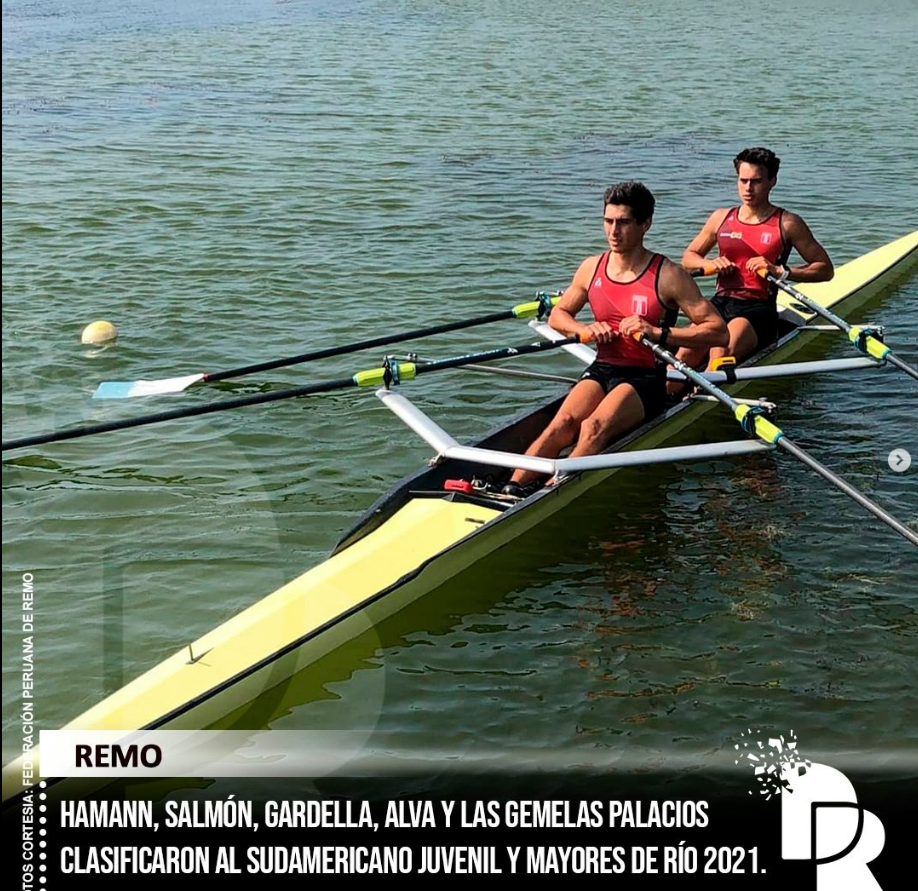 REMO
HAMANN, SALMÓN, GARDELLA, ALVA Y LAS GEMELAS PALACIOS
CLASIFICARON AL SUDAMERICANO JUVENIL Y MAYORES DE RÍO 2021.
TOS CORTESIA: FEDERACIÓN PERUANA DE REMO